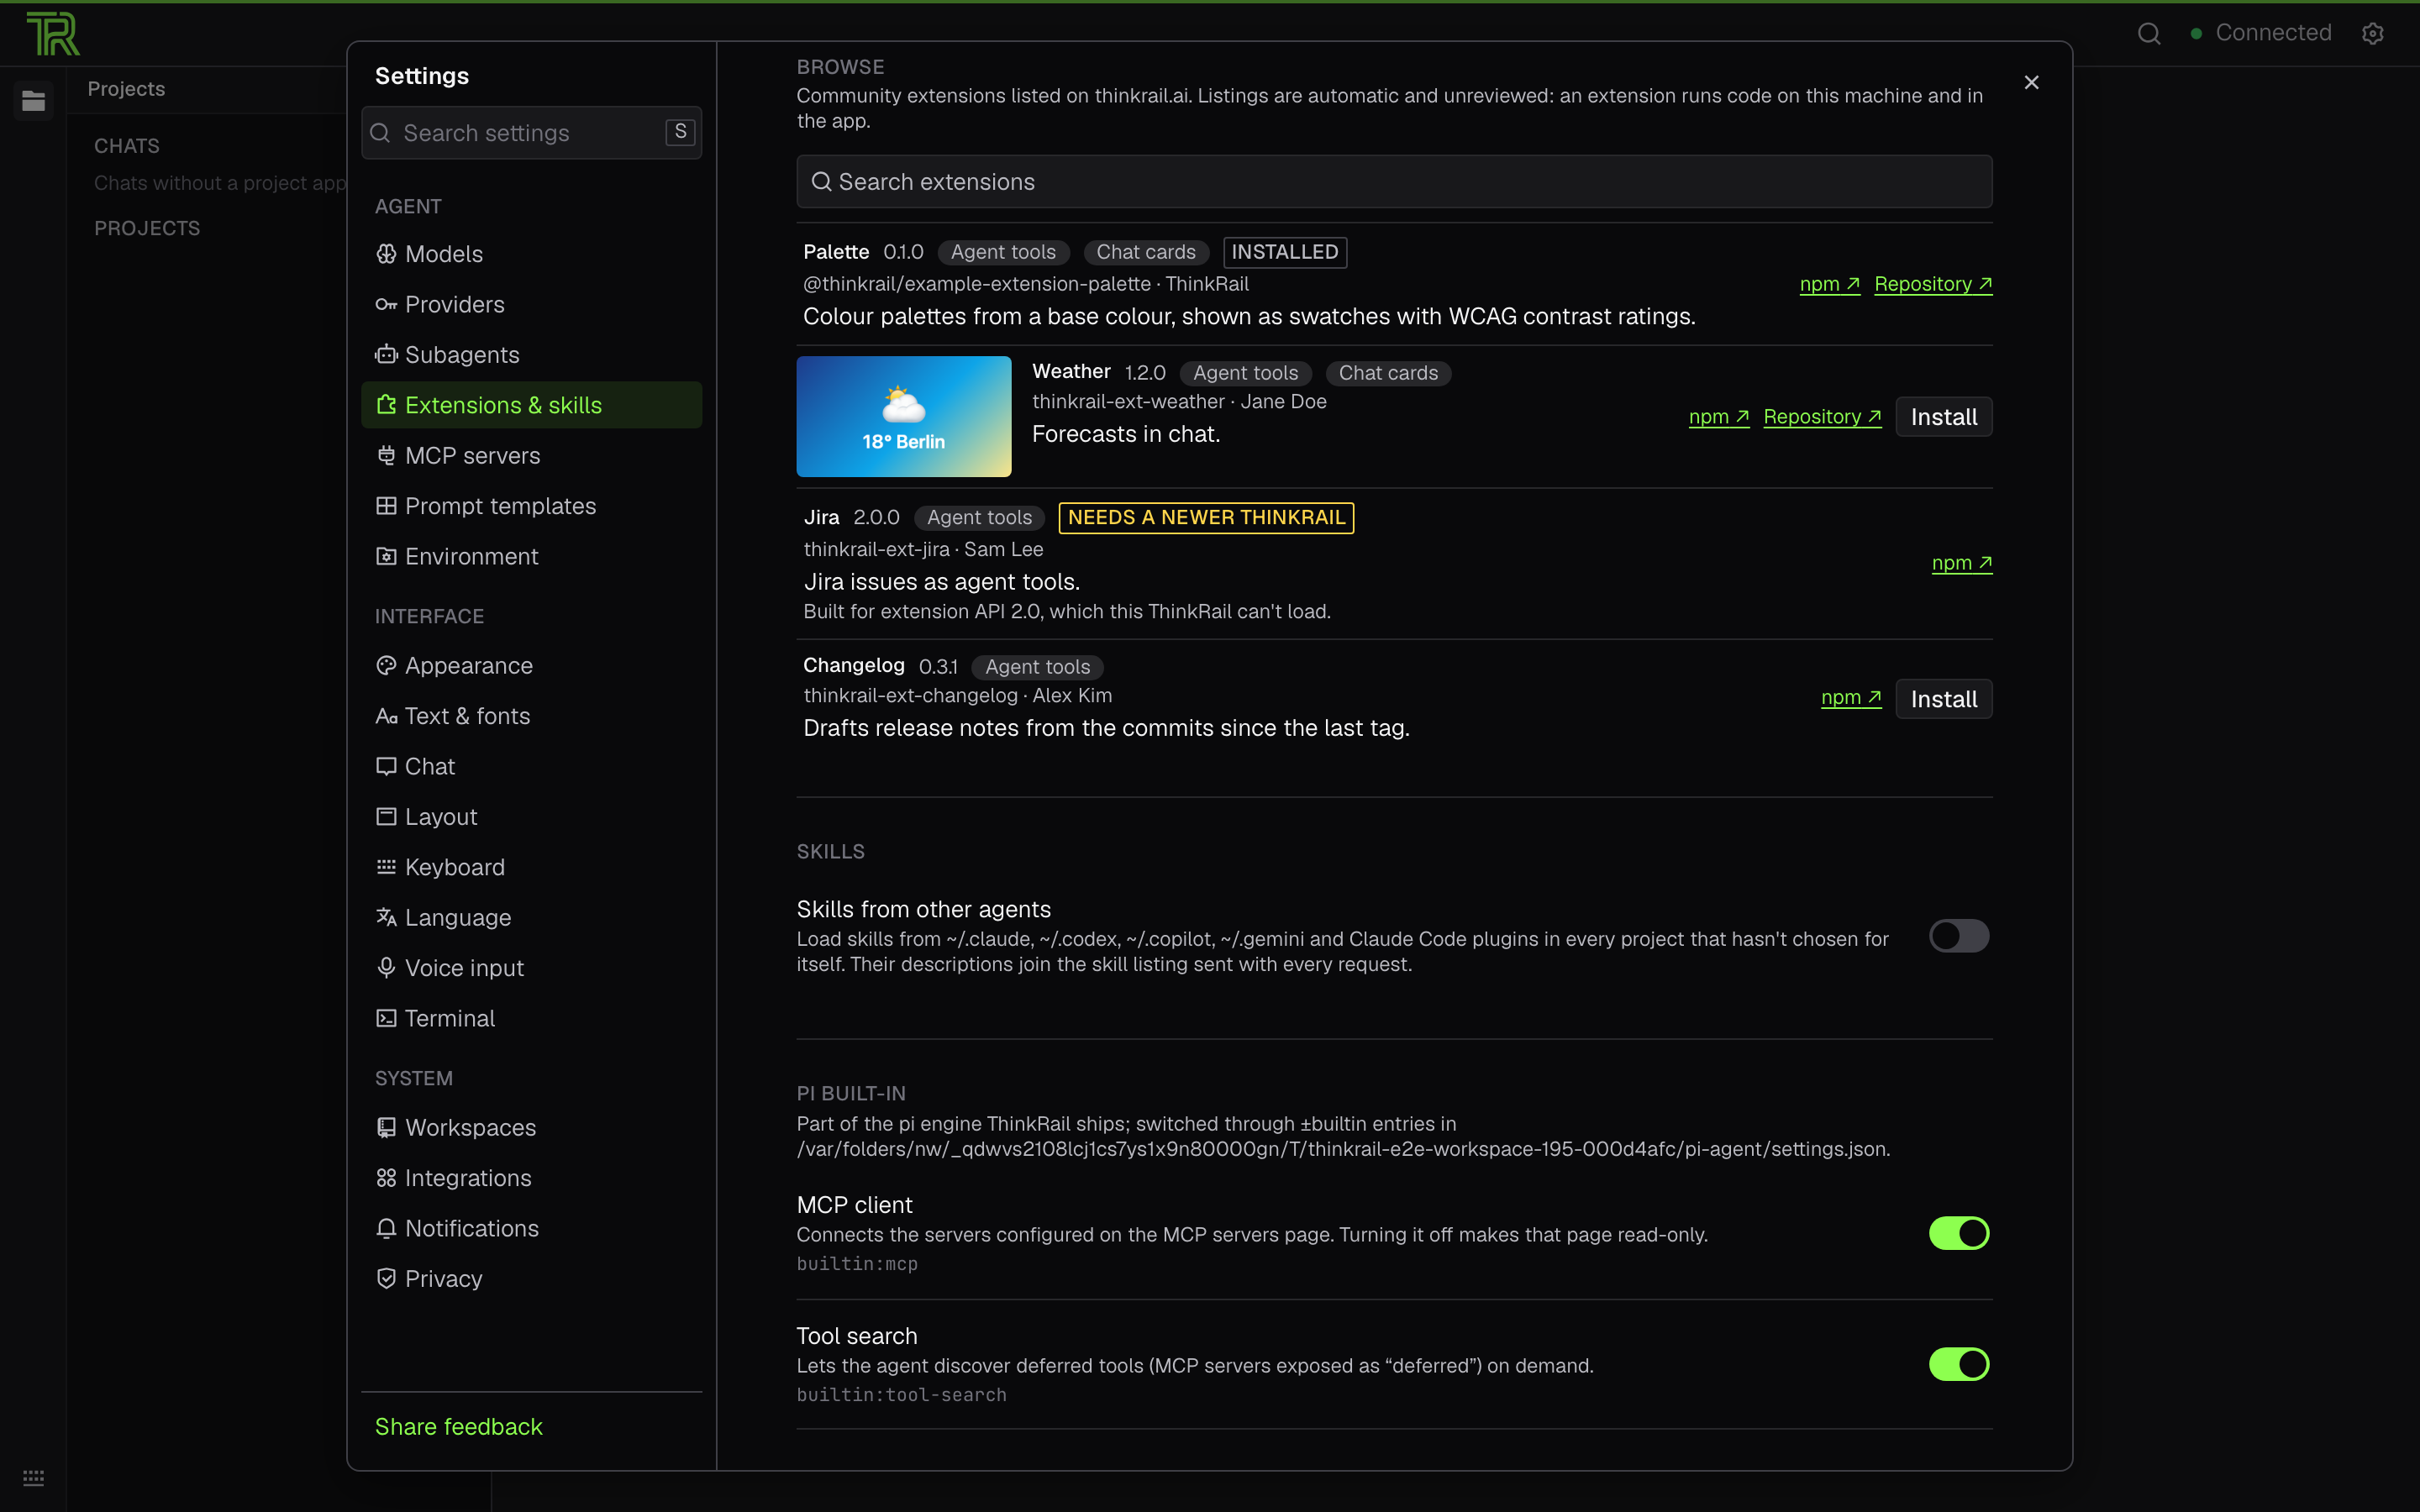 TR
Connected
Projects
CHATS
Chats without a project app
PROJECTS
Settings
Search settings
S
AGENT
Models
Providers
Subagents
Extensions & skills
MCP servers
Prompt templates
Environment
INTERFACE
Appearance
Aa Text & fonts
Chat
Layout
Keyboard
Language
Voice input
Terminal
SYSTEM
Workspaces
Integrations
Notifications
Privacy
Share feedback
BROWSE
Community extensions listed on thinkrail.ai. Listings are automatic and unreviewed: an extension runs code on this machine and in
the app.
Search extensions
Palette 0.1.0 Agent tools Chat cards INSTALLED
@thinkrail/example-extension-palette · ThinkRail
npm ↗ Repository ↗
Colour palettes from a base colour, shown as swatches with WCAG contrast ratings.
18° Berlin
Weather 1.2.0 Agent tools Chat cards
thinkrail-ext-weather · Jane Doe
Forecasts in chat.
npm ↗ Repository ↗ Install
Jira 2.0.0 Agent tools NEEDS A NEWER THINKRAIL
thinkrail-ext-jira · Sam Lee
Jira issues as agent tools.
Built for extension API 2.0, which this ThinkRail can't load.
npm ↗
Changelog 0.3.1 Agent tools
thinkrail-ext-changelog · Alex Kim
Drafts release notes from the commits since the last tag.
npm ↗ Install
SKILLS
Skills from other agents
Load skills from ~/.claude, ~/.codex, ~/.copilot, ~/.gemini and Claude Code plugins in every project that hasn't chosen for
itself. Their descriptions join the skill listing sent with every request.
PI BUILT-IN
Part of the pi engine ThinkRail ships; switched through ±builtin entries in
/var/folders/nw/_qdwvs2108lcj1cs7ys1x9n80000gn/T/thinkrail-e2e-workspace-195-000d4afc/pi-agent/settings.json.
MCP client
Connects the servers configured on the MCP servers page. Turning it off makes that page read-only.
builtin:mcp
Tool search
Lets the agent discover deferred tools (MCP servers exposed as “deferred”) on demand.
builtin:tool-search